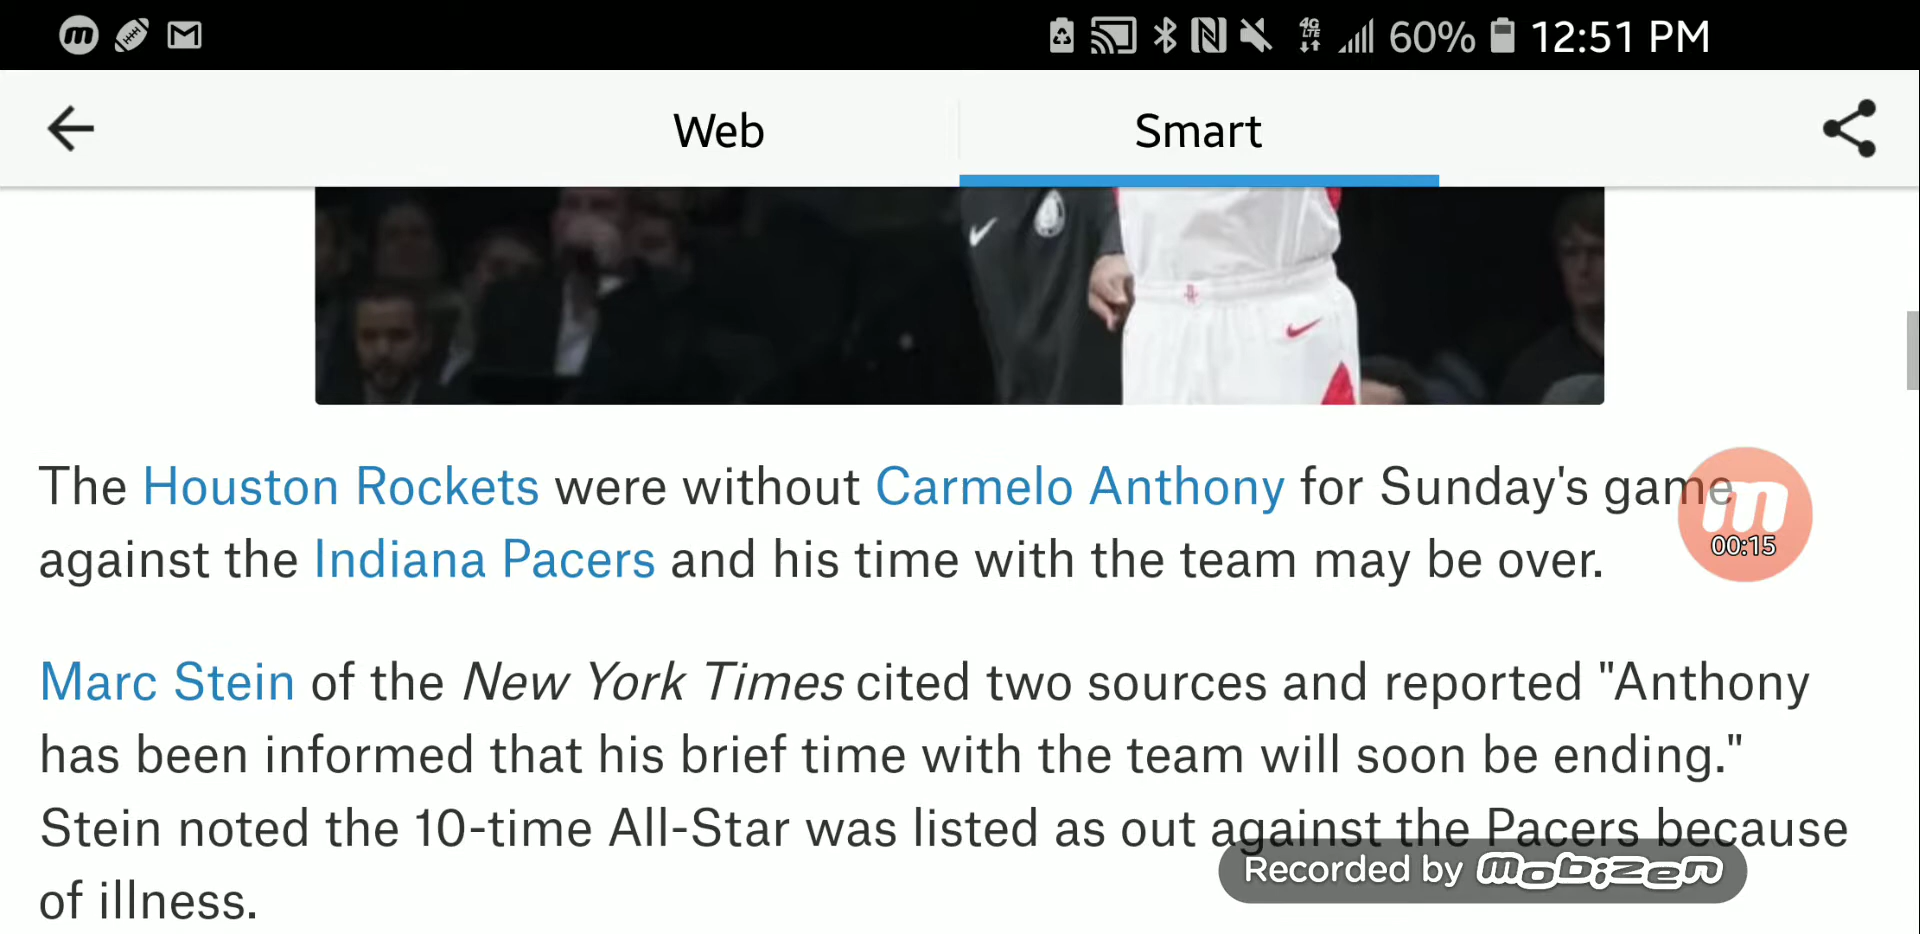 4G LTE 60% 12:51 PM
Web Smart
The Houston Rockets were without Carmelo Anthony for Sunday's game
against the Indiana Pacers and his time with the team may be over.
00:15
Marc Stein of the New York Times cited two sources and reported "Anthony
has been informed that his brief time with the team will soon be ending."
Stein noted the 10-time All-Star was listed as out against the Pacers because
of illness.
Recorded by mobizen